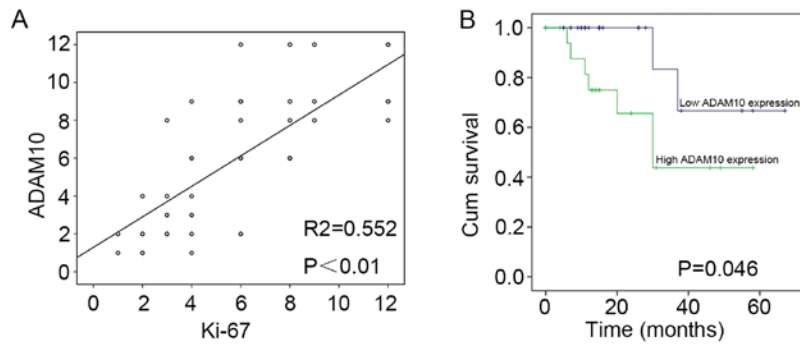 A
ADAM10
12
10
8
6
4
2
0
R2=0.552
P<0.01
0 2 4 6 8 10 12
Ki-67
B
Cum survival
1.0
0.8
0.6
0.4
0.2
0.0
Low ADAM10 expression
High ADAM10 expression
P=0.046
0 20 40 60
Time (months)